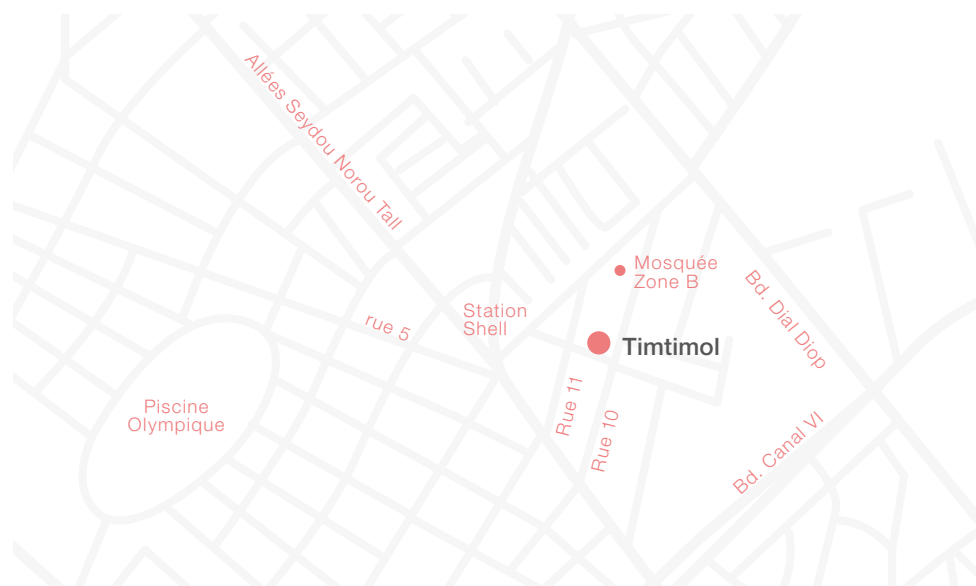 Allées Seydou Norou Tall
Mosquée
Zone B
Bd. Dial Diop
Station
Shell
rue 5
Timtimol
Piscine
Olympique
Rue 11
Rue 10
Bd. Canal VI